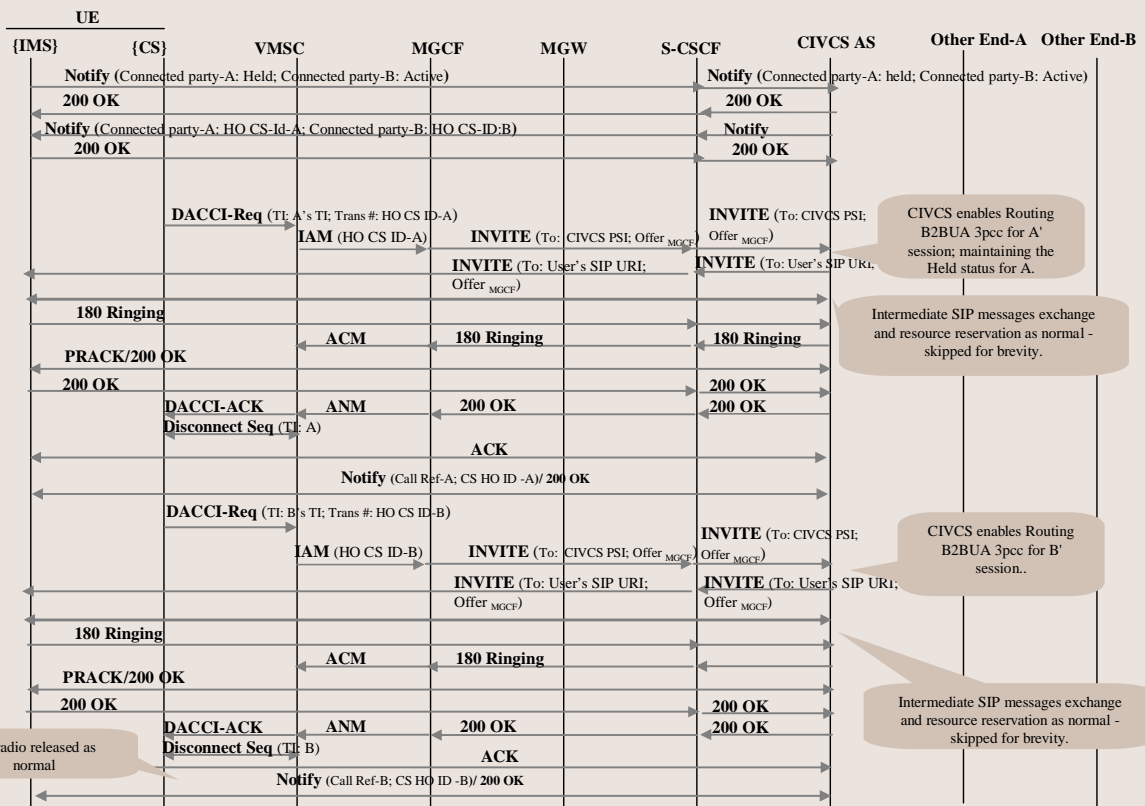 UE
{IMS} {CS} VMSC MGCF MGW S-CSCF CIVCS AS Other End-A Other End-B
Notify (Connected party-A: Held; Connected party-B: Active) Notify (Connected party-A: held; Connected party-B: Active)
200 OK 200 OK
Notify (Connected party-A: HO CS-Id-A; Connected party-B: HO CS-ID:B) Notify
200 OK 200 OK
DACCI-Req (TI: A's TI; Trans #: HO CS ID-A) INVITE (To: CIVCS PSI;
Offer MGCF)
IAM (HO CS ID-A) INVITE (To: CIVCS PSI; Offer MGCF)
CIVCS enables Routing
B2BUA 3pcc for A'
session; maintaining the
Held status for A.
INVITE (To: User's SIP URI;
Offer MGCF)
INVITE (To: User's SIP URI;
180 Ringing
Intermediate SIP messages exchange
and resource reservation as normal -
skipped for brevity.
ACM 180 Ringing 180 Ringing
PRACK/200 OK
200 OK 200 OK
DACCI-ACK ANM 200 OK 200 OK
Disconnect Seq (TI: A)
ACK
Notify (Call Ref-A; CS HO ID -A)/ 200 OK
DACCI-Req (TI: B's TI; Trans #: HO CS ID-B)
INVITE (To: CIVCS PSI;
Offer MGCF)
IAM (HO CS ID-B) INVITE (To: CIVCS PSI; Offer MGCF)
CIVCS enables Routing
B2BUA 3pcc for B'
session..
INVITE (To: User's SIP URI;
Offer MGCF)
INVITE (To: User's SIP URI;
Offer MGCF)
180 Ringing
ACM 180 Ringing
PRACK/200 OK
200 OK 200 OK
Intermediate SIP messages exchange
and resource reservation as normal -
skipped for brevity.
DACCI-ACK ANM 200 OK 200 OK
Disconnect Seq (TI: B)
released as
normal
ACK
Notify (Call Ref-B; CS HO ID -B)/ 200 OK